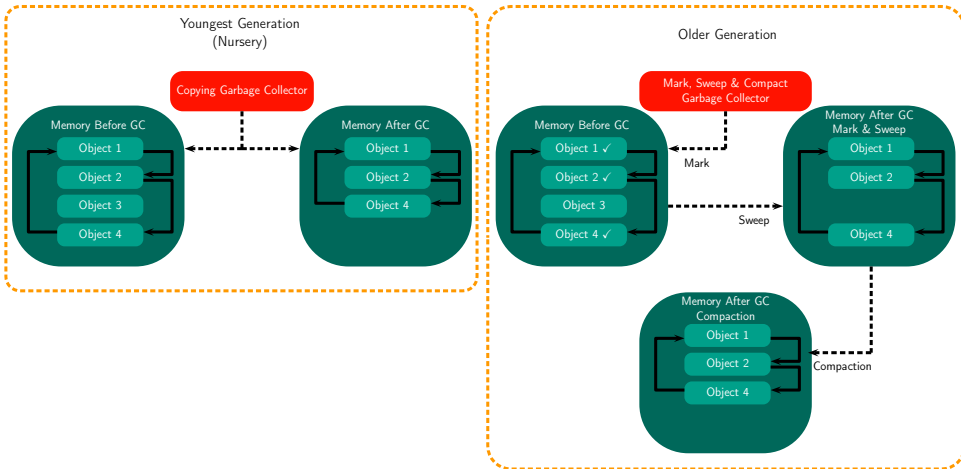 Youngest Generation
(Nursery)
Copying Garbage Collector
Memory Before GC
Object 1
Object 2
Object 3
Object 4
Memory After GC
Object 1
Object 2
Object 4
Older Generation
Mark, Sweep & Compact
Garbage Collector
Memory Before GC
Object 1 ✓
Object 2 ✓
Object 3
Object 4 ✓
Mark
Sweep
Memory After GC
Mark & Sweep
Object 1
Object 2
Object 4
Memory After GC
Compaction
Object 1
Object 2
Object 4
Compaction